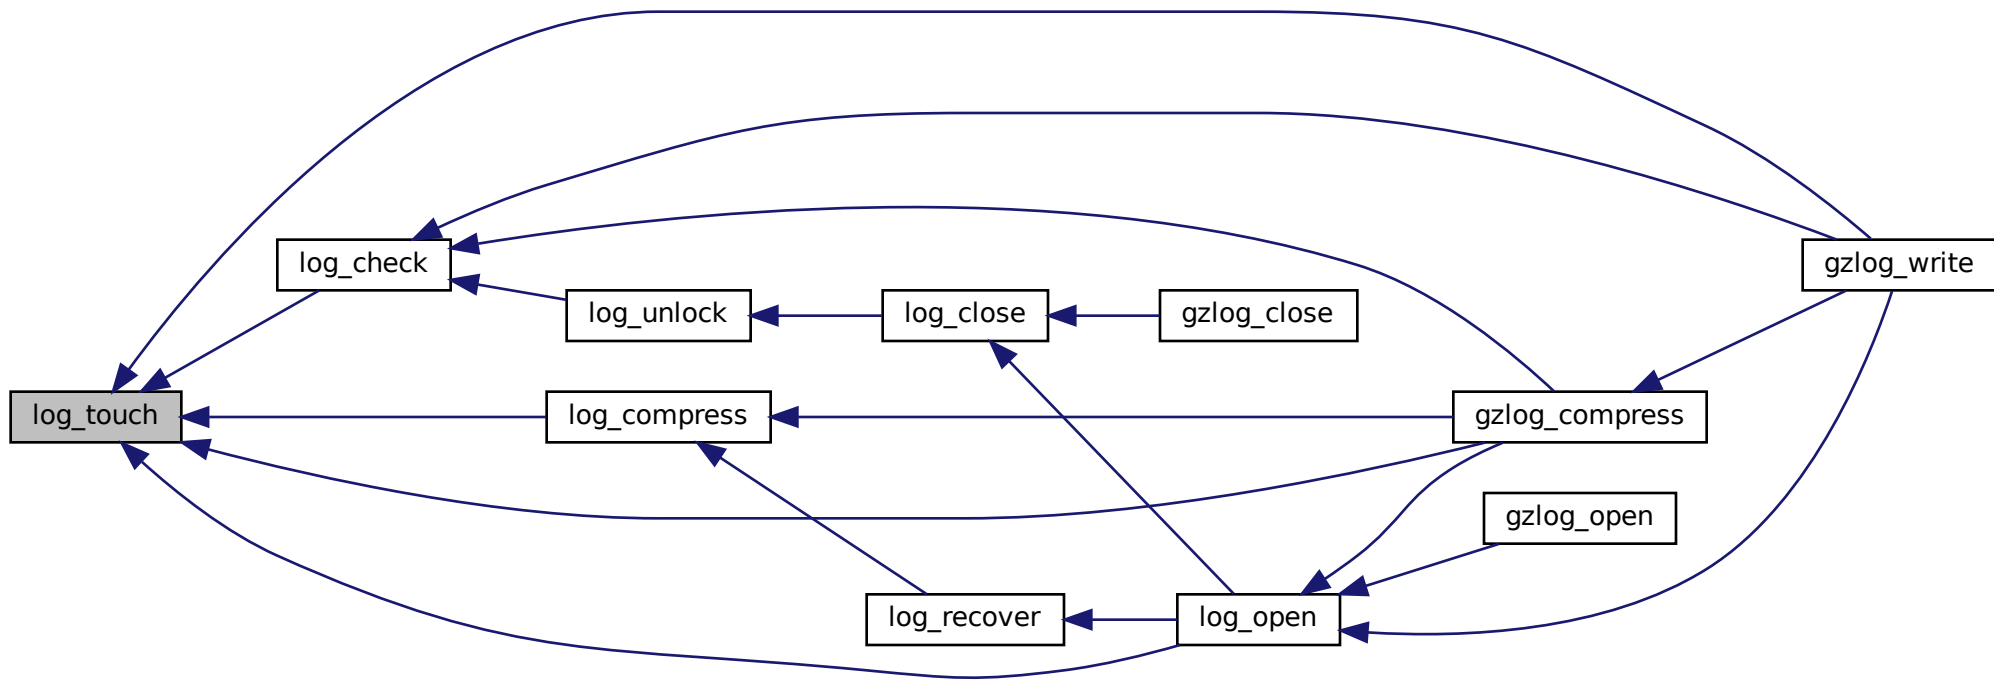 log_check
gzlog_write
log_unlock
log_close
gzlog_close
log_touch
log_compress
gzlog_compress
gzlog_open
log_recover
log_open